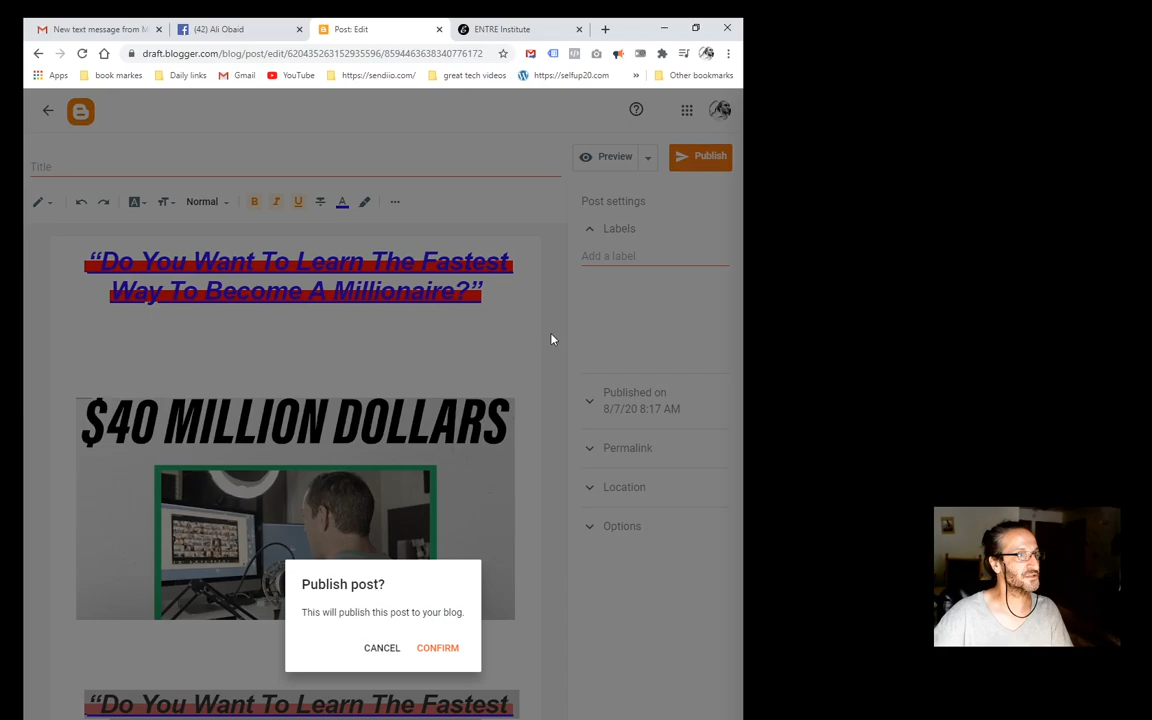 New text message from M
(42) Ali Obaid
Post: Edit
ENTRE Institute
draft.blogger.com/blog/post/edit/620435263152935596/8594463638340776172
Apps
book markes
Daily links
Gmail
YouTube
https://sendiio.com/
great tech videos
https://selfup20.com
»
Other bookmarks
Title
Preview
Publish
Normal
Post settings
Labels
Add a label
“Do You Want To Learn The Fastest
Way To Become A Millionaire?”
Published on
8/7/20 8:17 AM
$40 MILLION DOLLARS
Permalink
Location
Options
Publish post?
This will publish this post to your blog.
CANCEL
CONFIRM
“Do You Want To Learn The Fastest